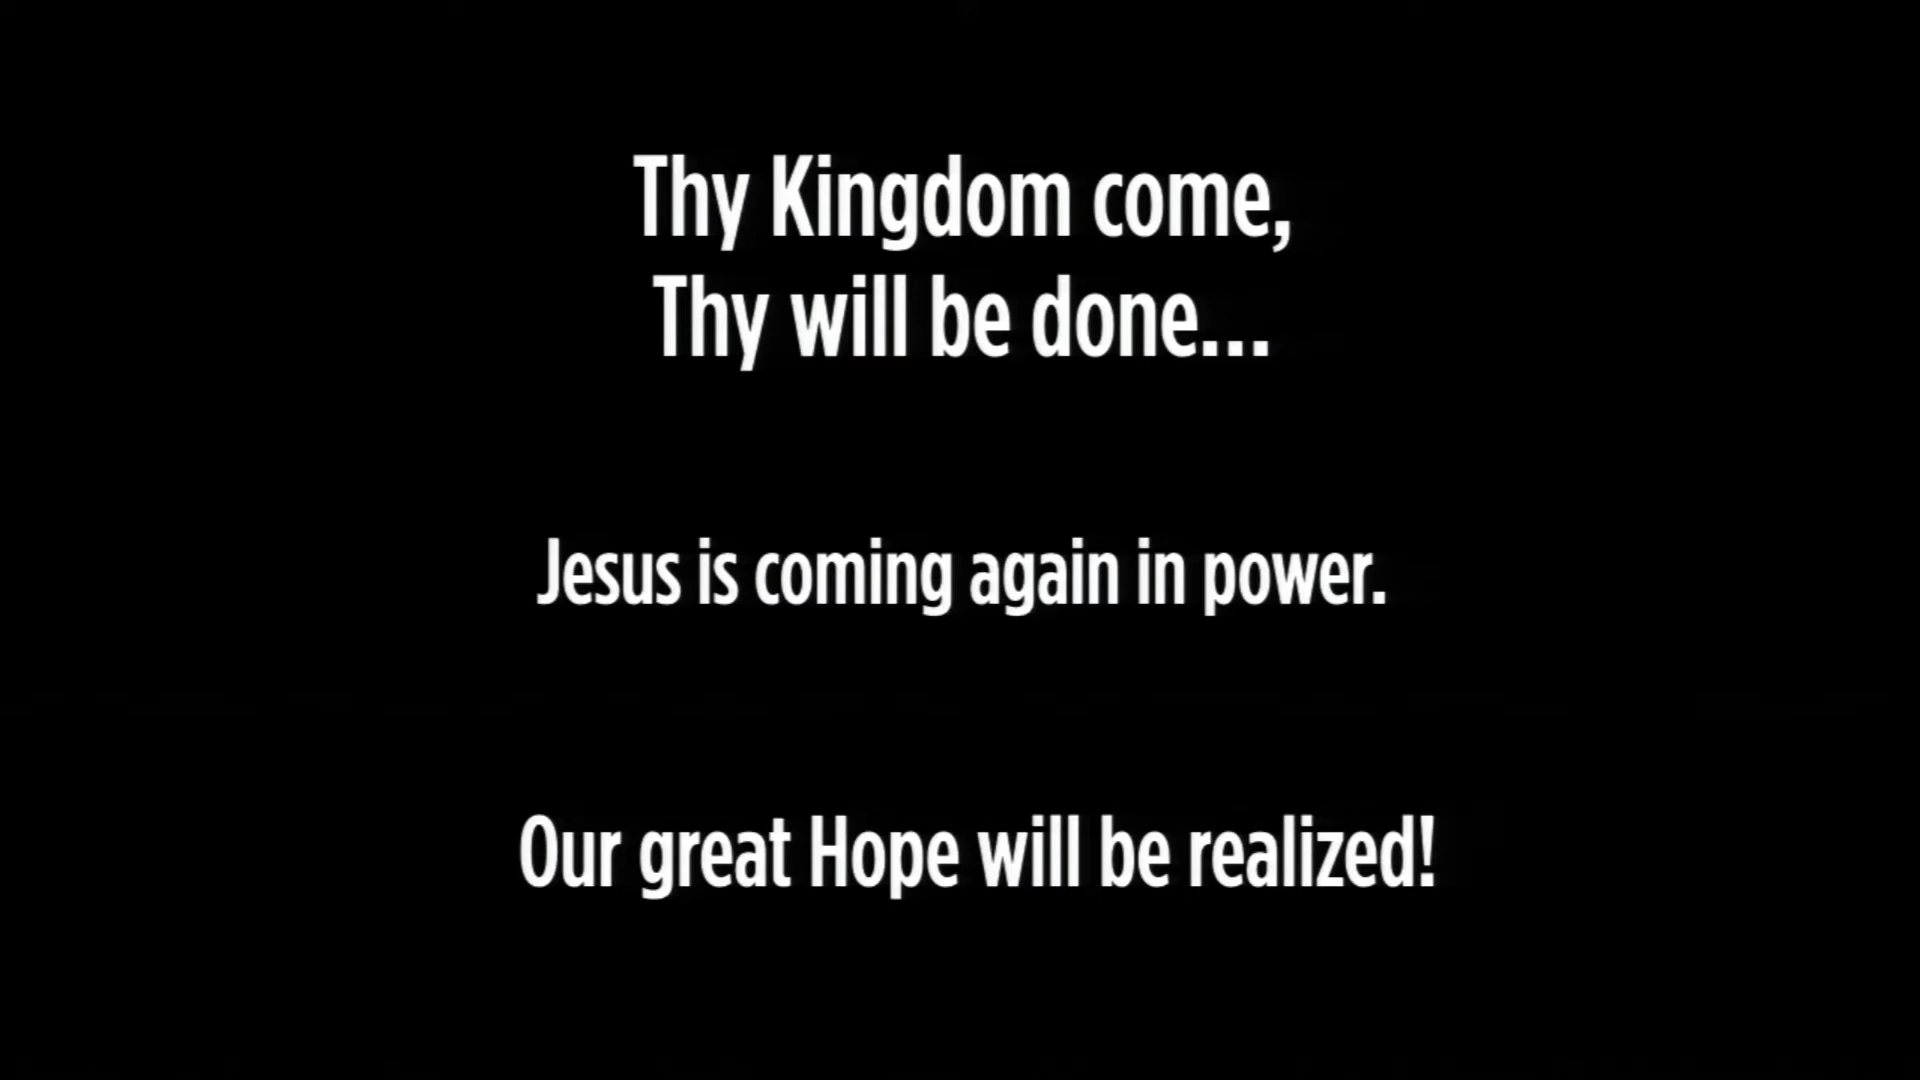 Thy Kingdom come,
Thy will be done...
Jesus is coming again in power.
Our great Hope will be realized!